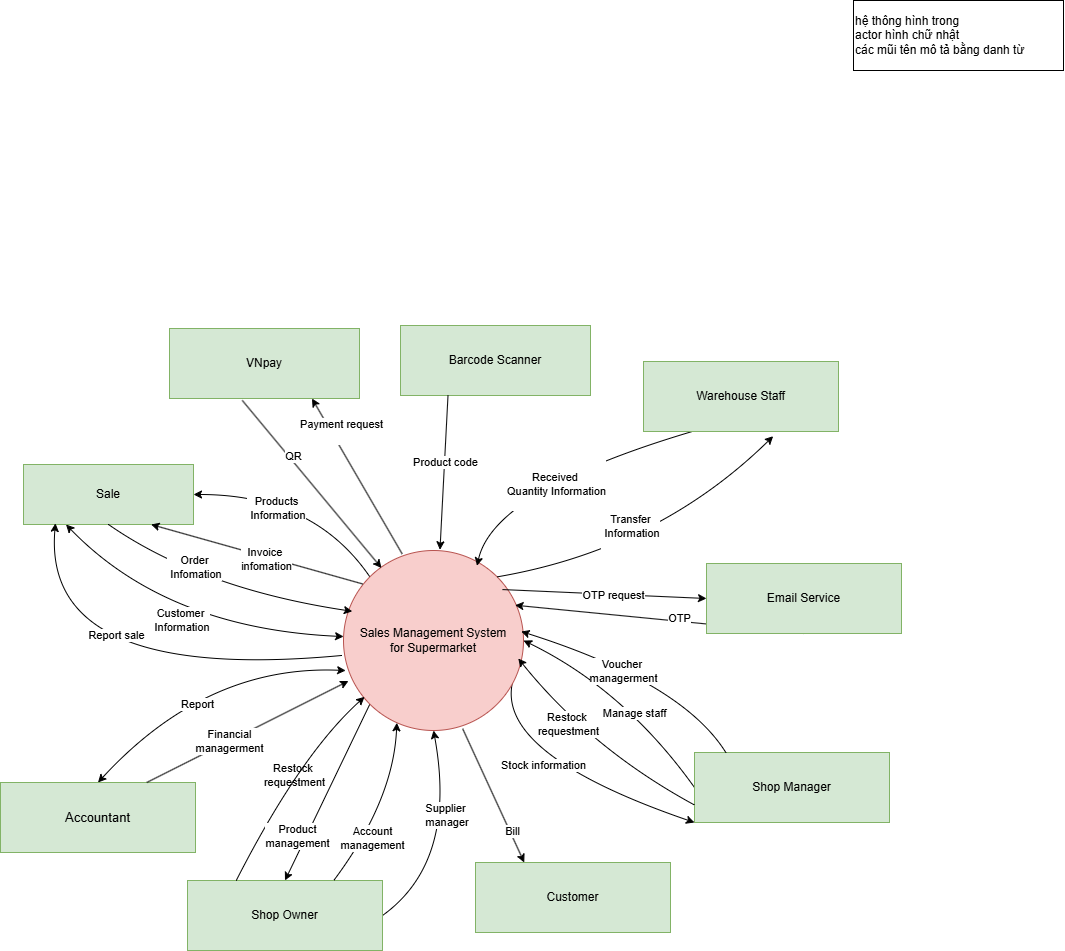 hệ thông hình trong
actor hình chữ nhật
các mũi tên mô tả bằng danh từ
VNpay
Barcode Scanner
Warehouse Staff
Payment request
QR
Product code
Received
Quantity Information
Sale
Products
Information
Transfer
Information
Invoice
infomation
Order
Infomation
OTP request
Email Service
Customer
Information
OTP
Report sale
Sales Management System
for Supermarket
Voucher
managerment
Report
Manage staff
Restock
requestment
Financial
management
Stock information
Restock
requestment
Shop Manager
Accountant
Supplier
manager
Product
management
Account
management
Bill
Customer
Shop Owner